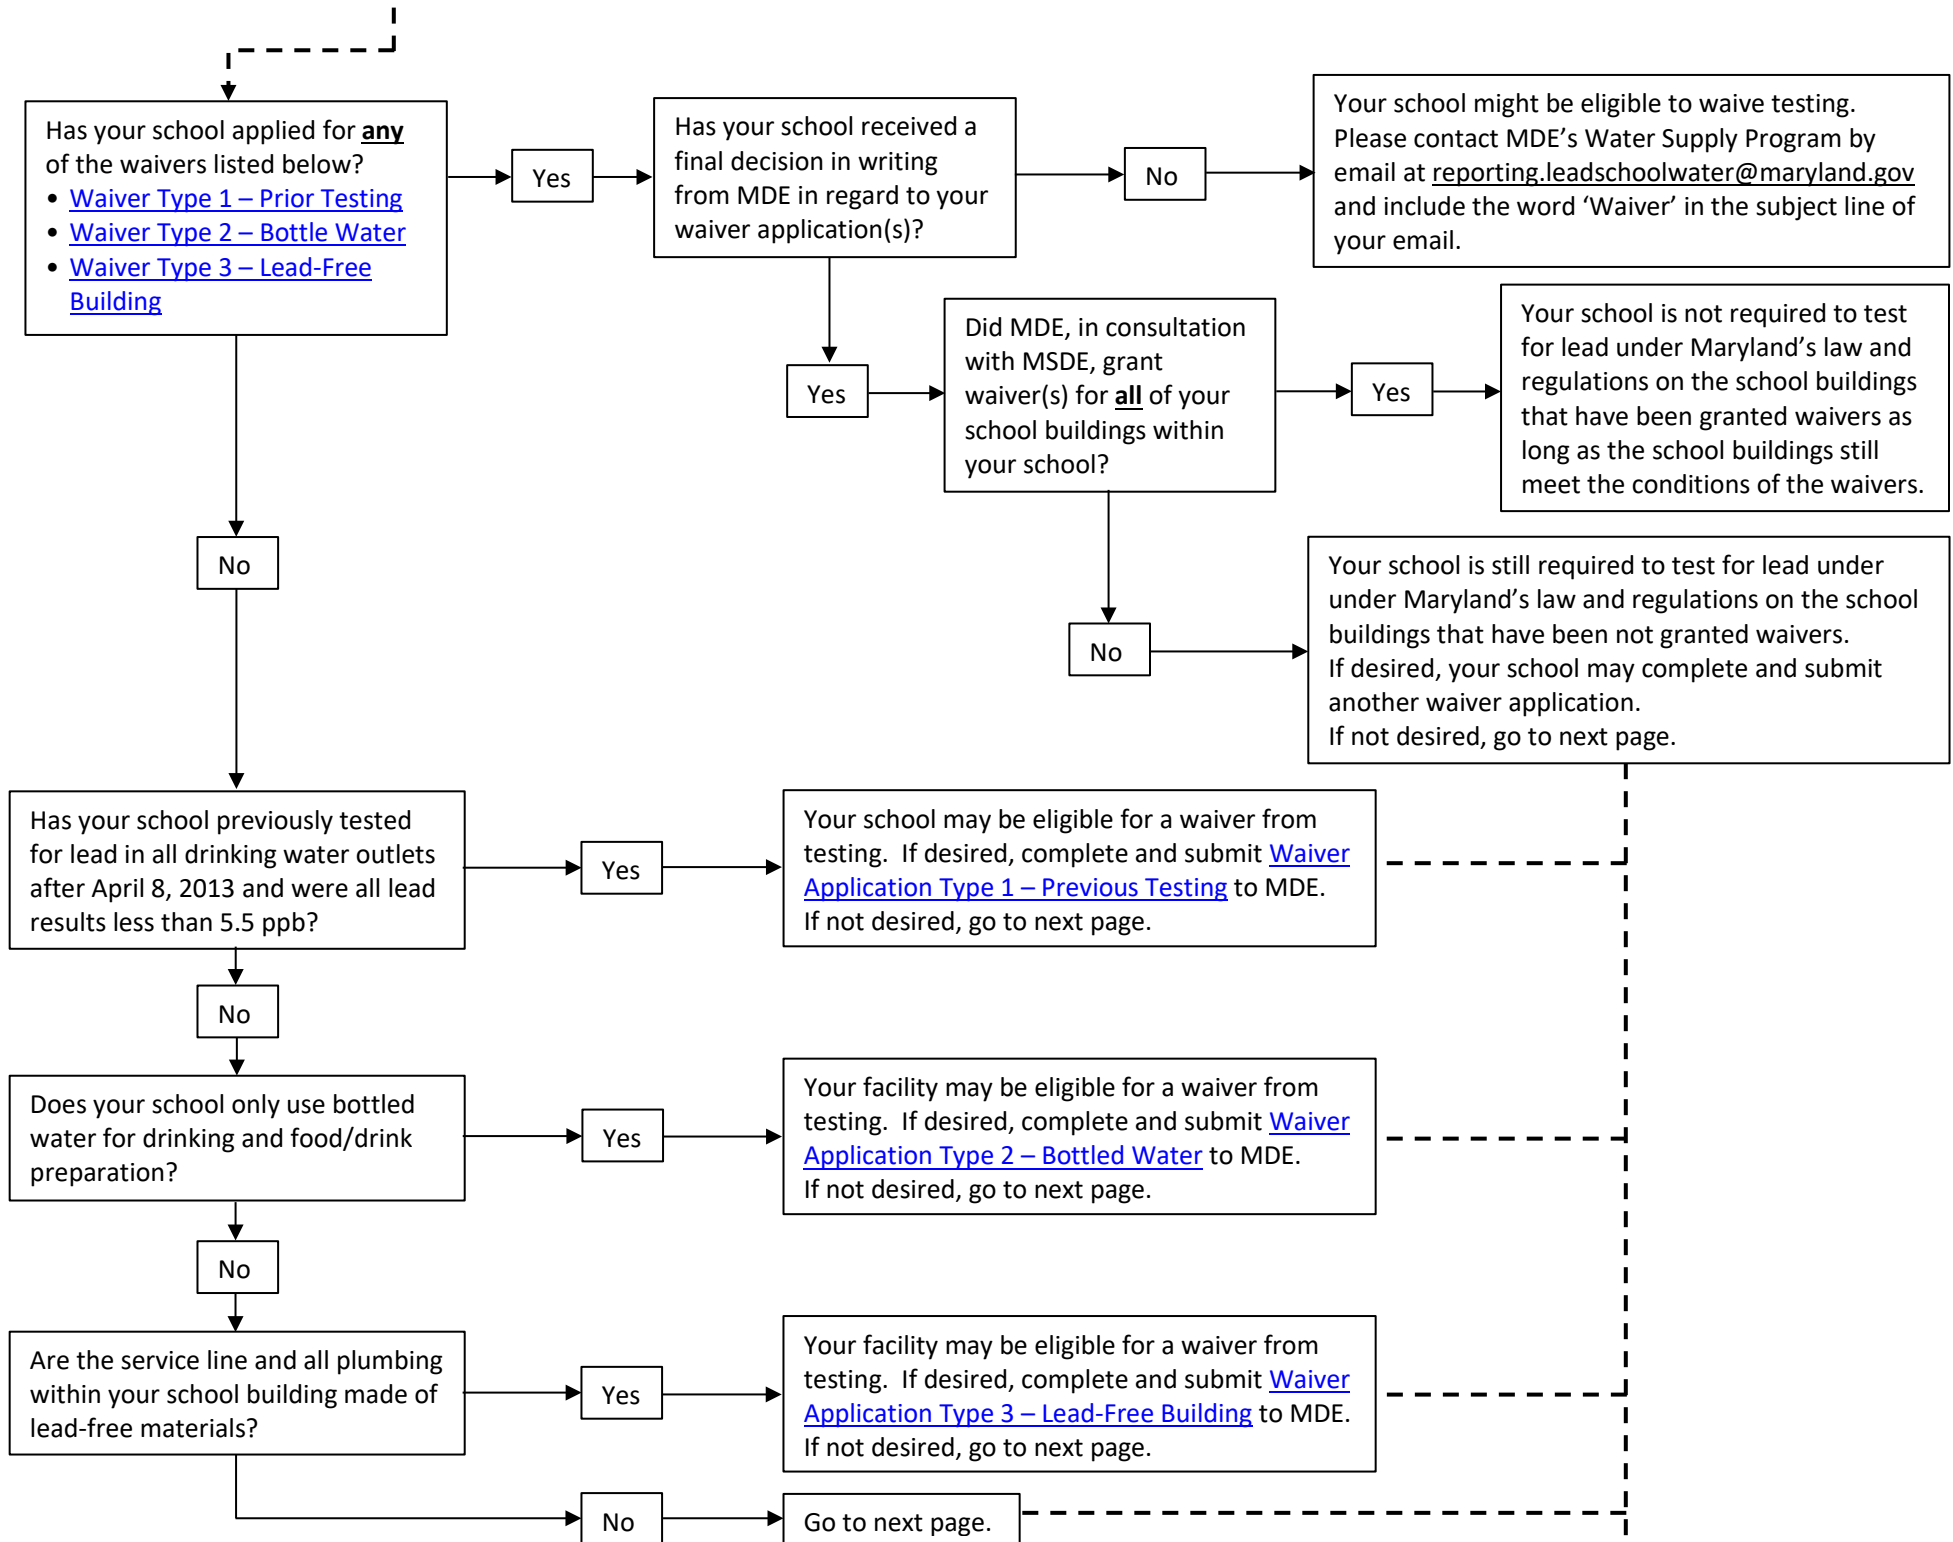 Has your school applied for any
of the waivers listed below?
• Waiver Type 1 – Prior Testing
• Waiver Type 2 – Bottle Water
• Waiver Type 3 – Lead-Free
Building
Yes
Has your school received a
final decision in writing
from MDE in regard to your
waiver application(s)?
No
Your school might be eligible to waive testing.
Please contact MDE’s Water Supply Program by
email at reporting.leadschoolwater@maryland.gov
and include the word ‘Waiver’ in the subject line of
your email.
Yes
Did MDE, in consultation
with MSDE, grant
waiver(s) for all of your
school buildings within
your school?
Yes
Your school is not required to test
for lead under Maryland’s law and
regulations on the school buildings
that have been granted waivers as
long as the school buildings still
meet the conditions of the waivers.
No
No
Your school is still required to test for lead under
under Maryland’s law and regulations on the school
buildings that have been not granted waivers.
If desired, your school may complete and submit
another waiver application.
If not desired, go to next page.
Has your school previously tested
for lead in all drinking water outlets
after April 8, 2013 and were all lead
results less than 5.5 ppb?
Yes
Your school may be eligible for a waiver from
testing.  If desired, complete and submit Waiver
Application Type 1 – Previous Testing to MDE.
If not desired, go to next page.
No
Does your school only use bottled
water for drinking and food/drink
preparation?
Yes
Your facility may be eligible for a waiver from
testing.  If desired, complete and submit Waiver
Application Type 2 – Bottled Water to MDE.
If not desired, go to next page.
No
Are the service line and all plumbing
within your school building made of
lead-free materials?
Yes
Your facility may be eligible for a waiver from
testing.  If desired, complete and submit Waiver
Application Type 3 – Lead-Free Building to MDE.
If not desired, go to next page.
No
Go to next page.